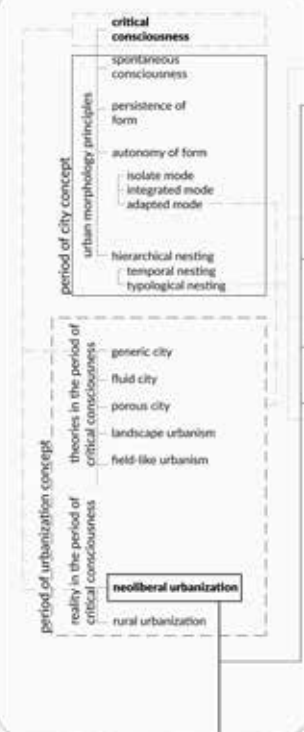 critical
consciousness
spontaneous
consciousness
persistence of
form
autonomy of form
isolate mode
integrated mode
adapted mode
hierarchical nesting
temporal nesting
typological nesting
urban morphology principles
period of city concept
generic city
fluid city
porous city
landscape urbanism
field-like urbanism
theories in the period of
critical consciousness
neoliberal urbanization
rural urbanization
reality in the period of
critical consciousness
period of urbanization concept